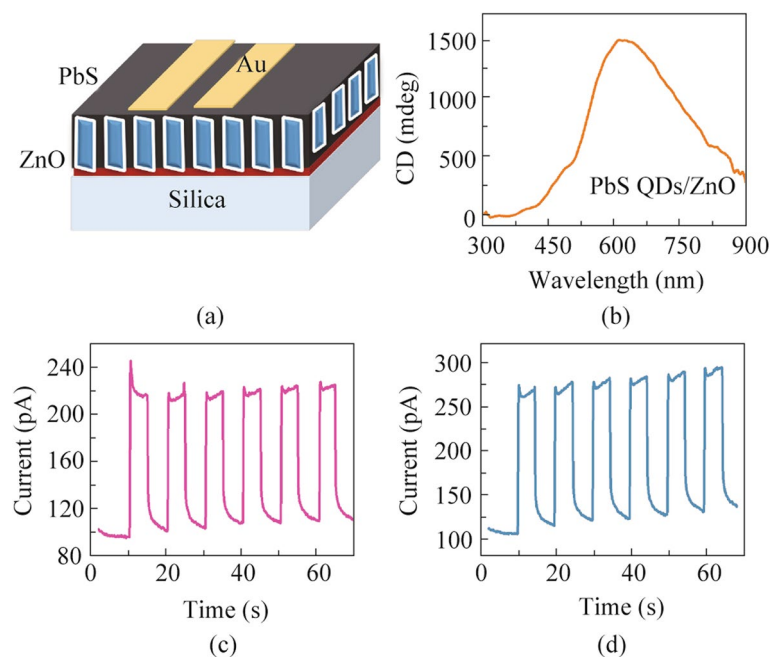 PbS
Au
ZnO
Silica
(a)
1500
1000
500
0
CD (mdeg)
PbS QDs/ZnO
300 450 600 750 900
Wavelength (nm)
(b)
240
200
160
120
80
Current (pA)
0 20 40 60
Time (s)
(c)
300
250
200
150
100
Current (pA)
0 20 40 60 80
Time (s)
(d)